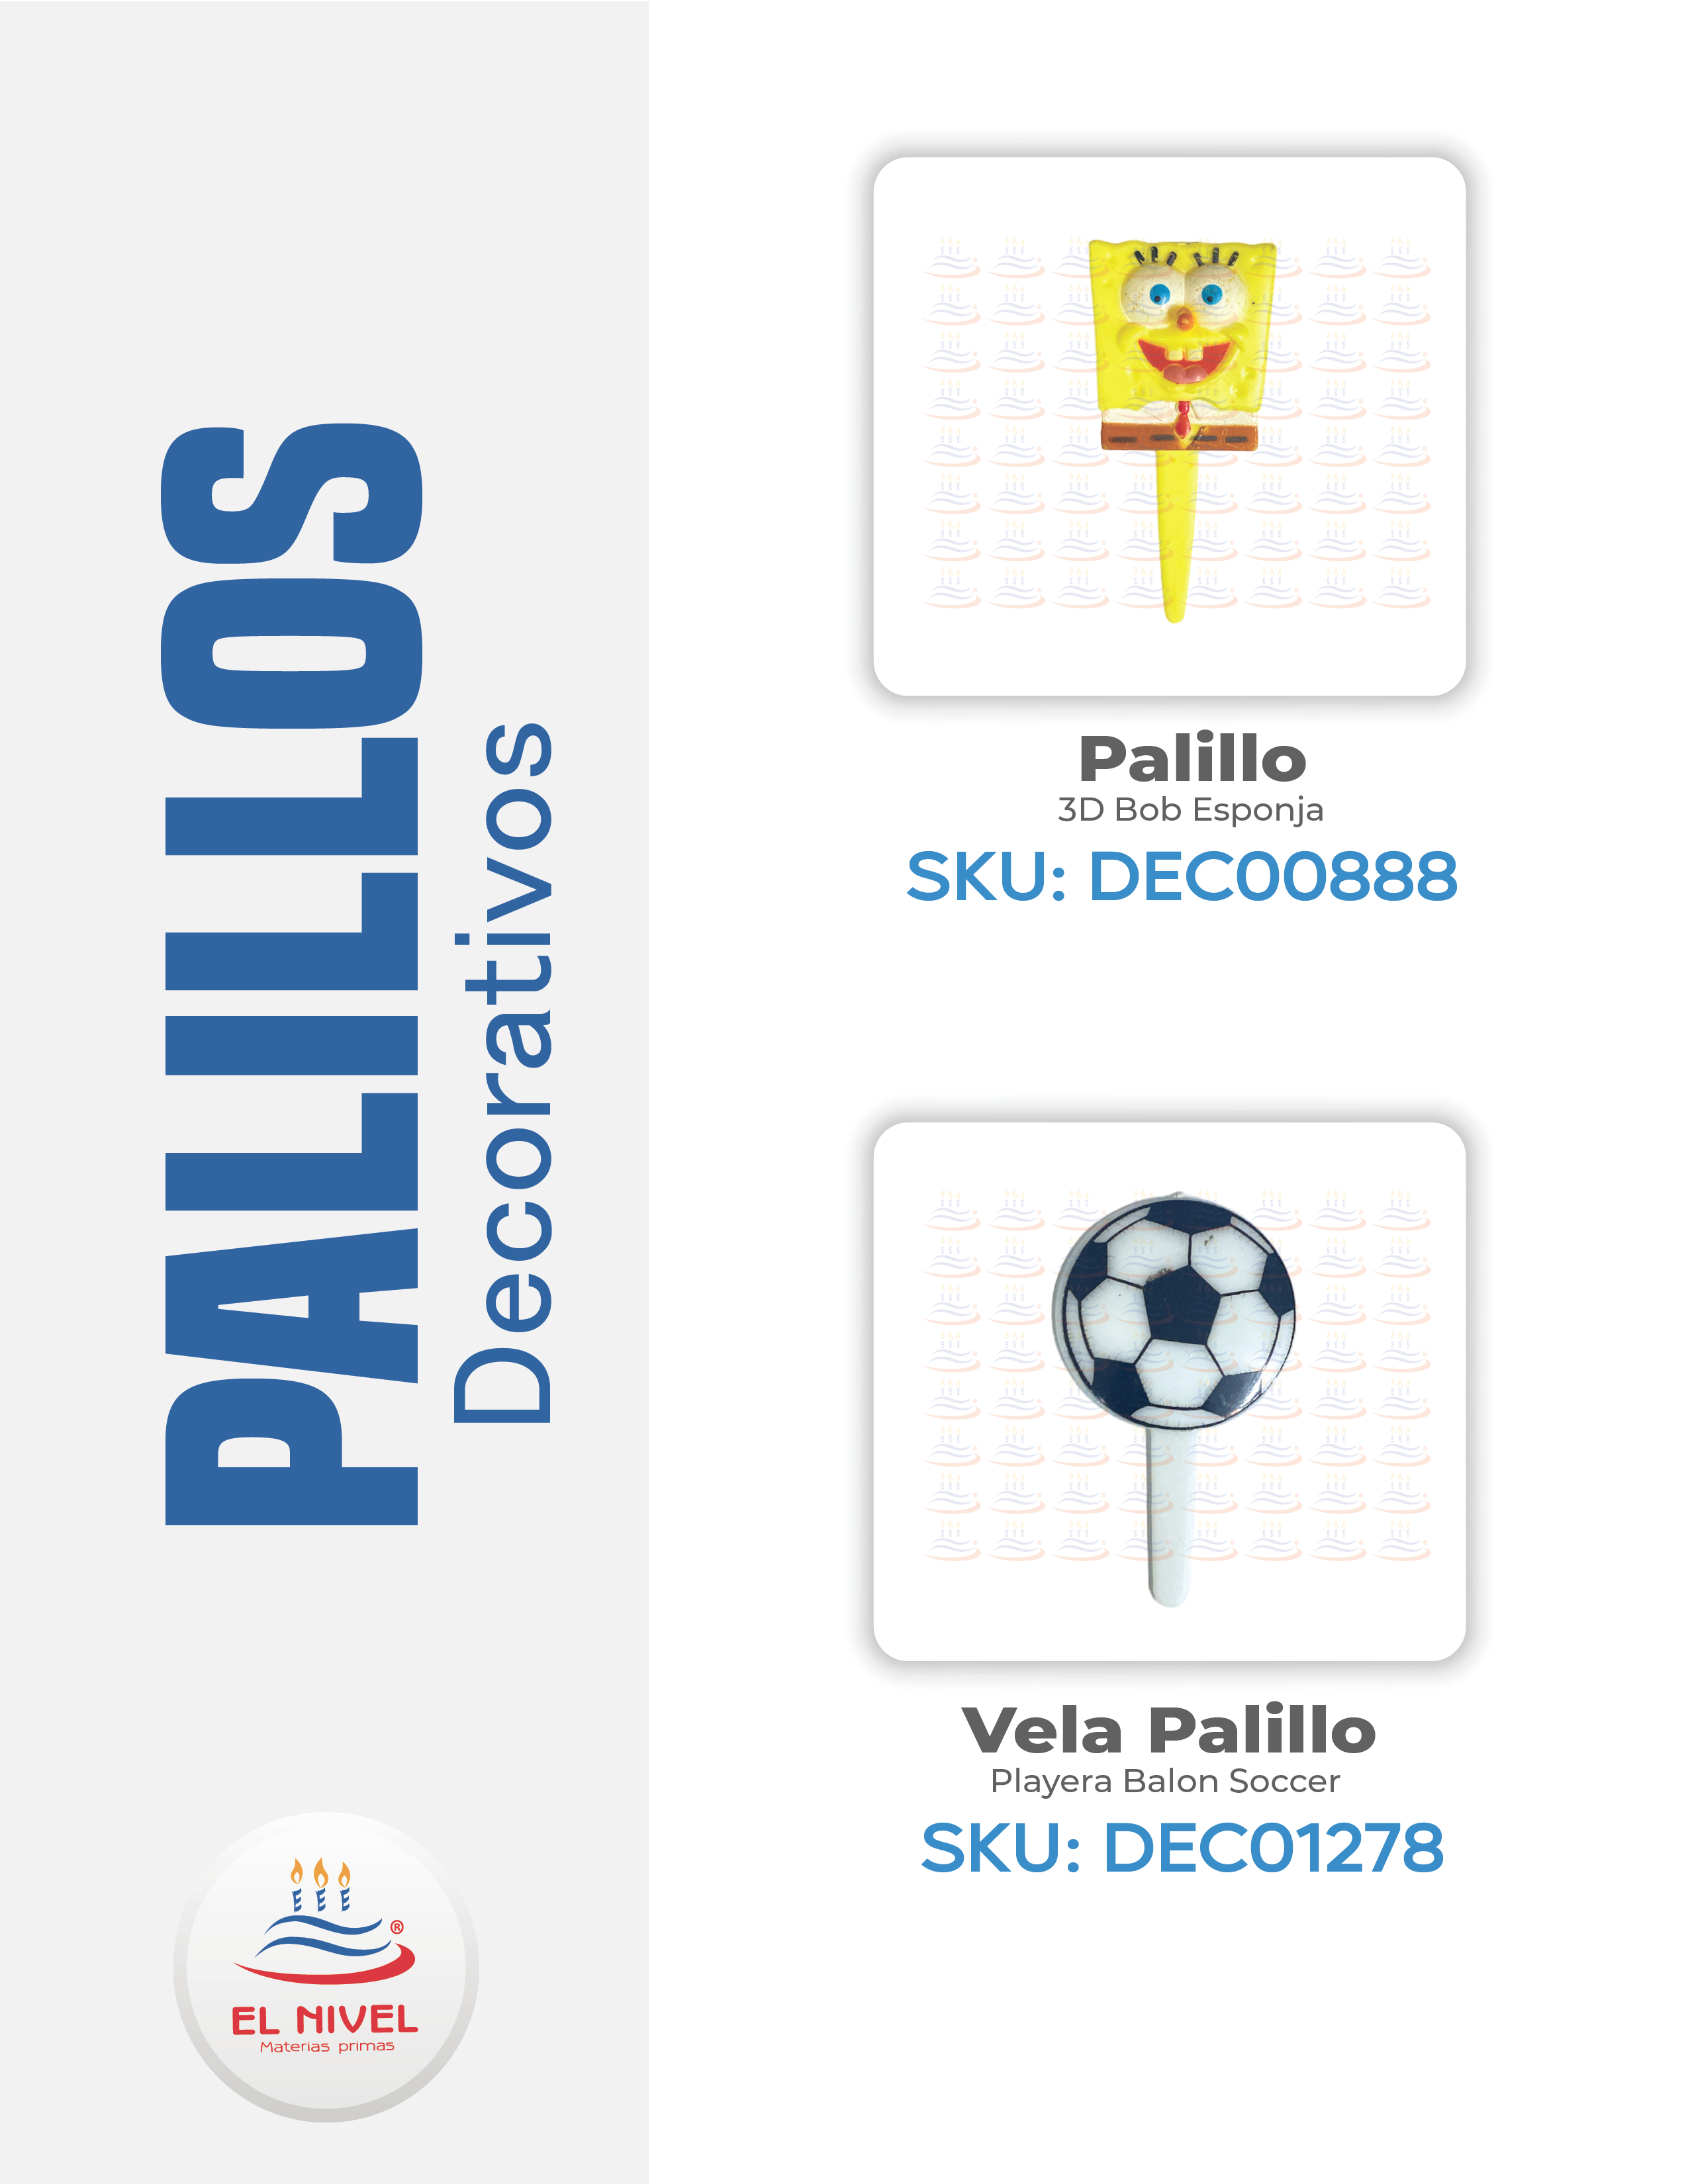 PALILLOS
Decorativos
Palillo
3D Bob Esponja
SKU: DEC00888
Vela Palillo
Playera Balon Soccer
SKU: DEC01278
®
EL NIVEL
Materias primas